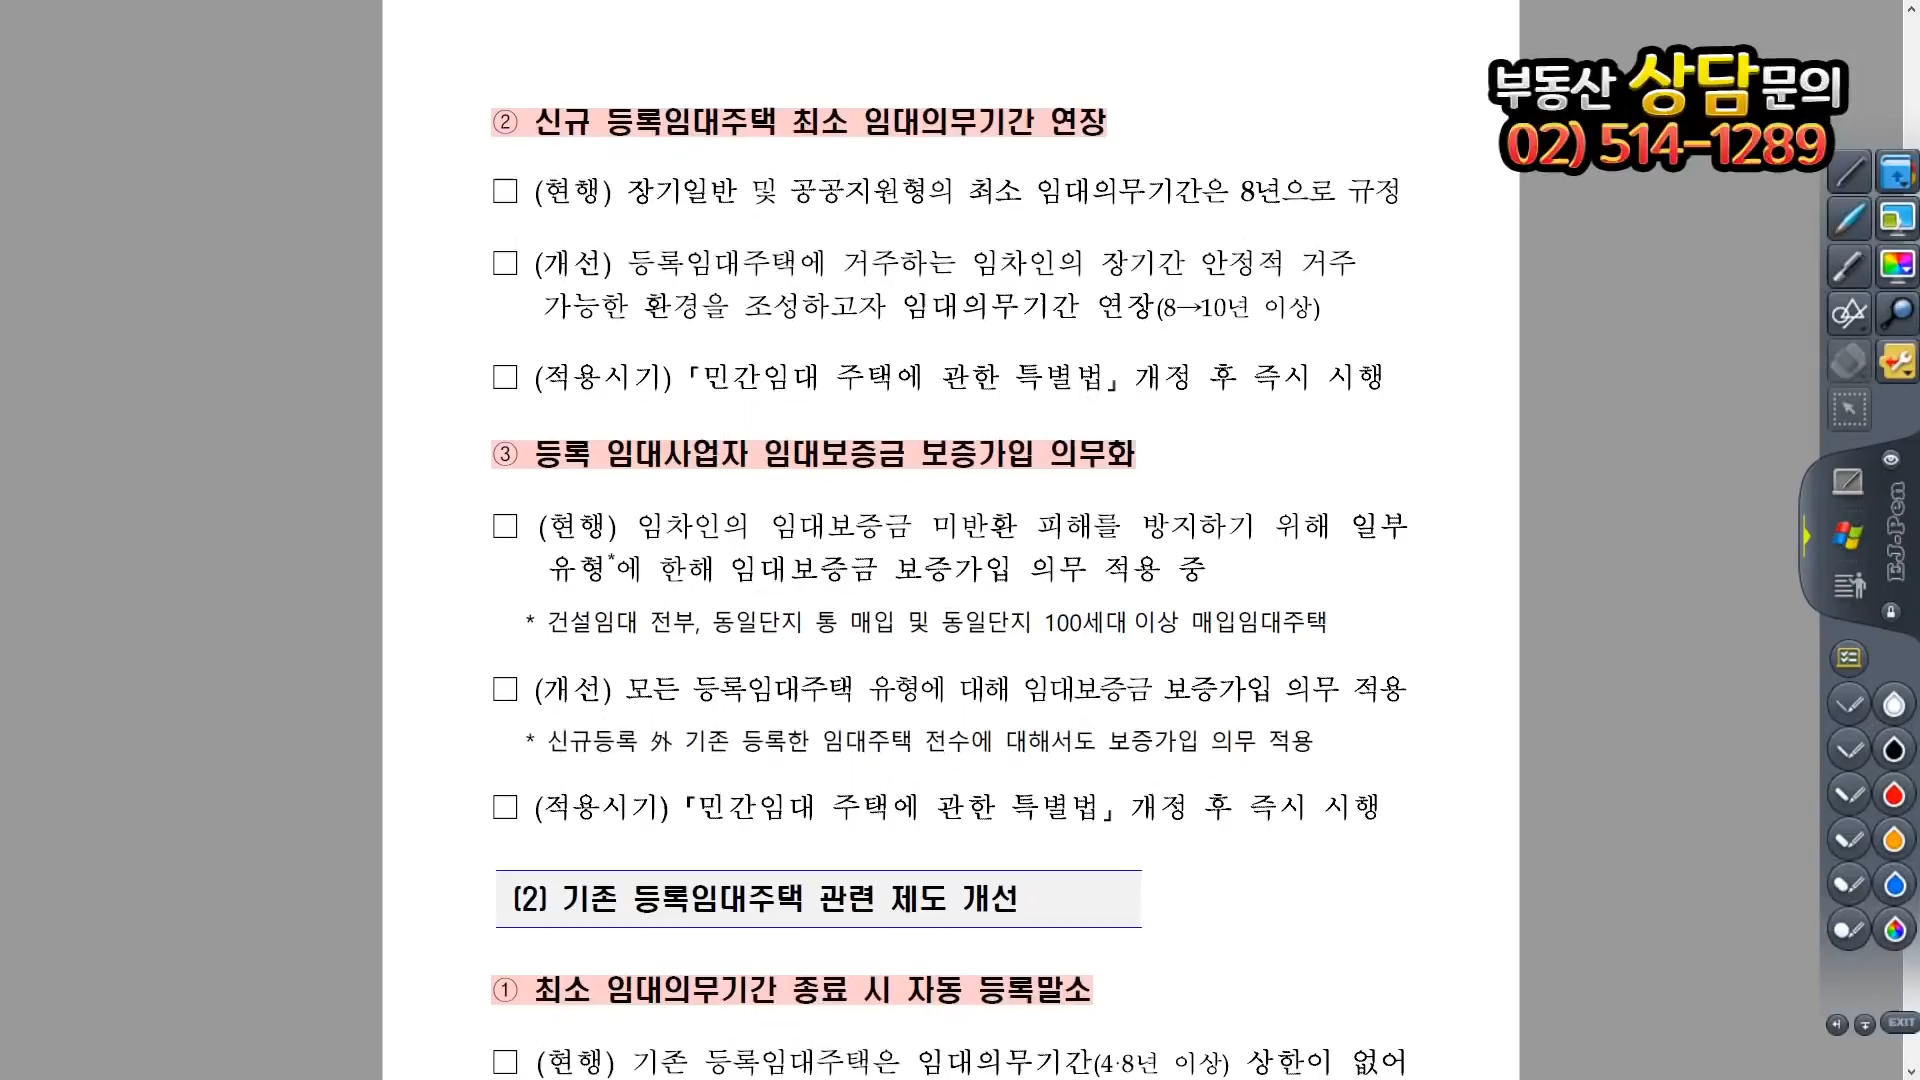 부동산 상담문의
02) 514-1289
② 신규 등록임대주택 최소 임대의무기간 연장
□ (현행) 장기일반 및 공공지원형의 최소 임대의무기간은 8년으로 규정
□ (개선) 등록임대주택에 거주하는 임차인의 장기간 안정적 거주
가능한 환경을 조성하고자 임대의무기간 연장(8→10년 이상)
□ (적용시기)「민간임대 주택에 관한 특별법」개정 후 즉시 시행
③ 등록 임대사업자 임대보증금 보증가입 의무화
□ (현행) 임차인의 임대보증금 미반환 피해를 방지하기 위해 일부
유형*에 한해 임대보증금 보증가입 의무 적용 중
* 건설임대 전부, 동일단지 통 매입 및 동일단지 100세대 이상 매입임대주택
□ (개선) 모든 등록임대주택 유형에 대해 임대보증금 보증가입 의무 적용
* 신규등록 外 기존 등록한 임대주택 전수에 대해서도 보증가입 의무 적용
□ (적용시기)「민간임대 주택에 관한 특별법」개정 후 즉시 시행
(2) 기존 등록임대주택 관련 제도 개선
① 최소 임대의무기간 종료 시 자동 등록말소
□ (현행) 기존 등록임대주택은 임대의무기간(4·8년 이상) 상한이 없어
EJ-Pen
EXIT